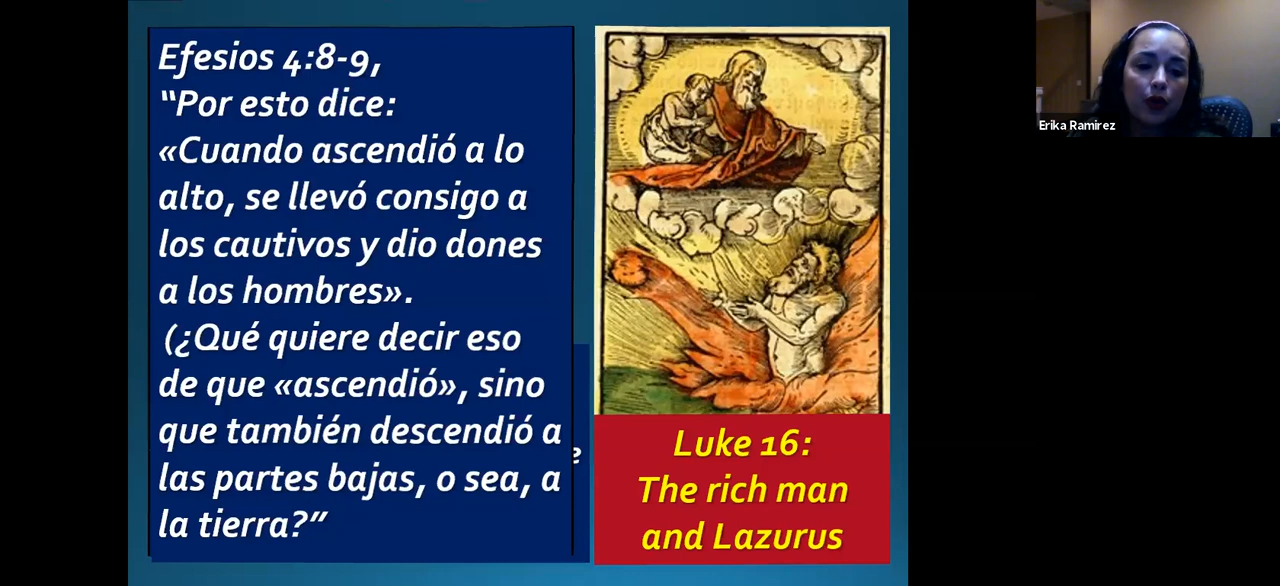 Efesios 4:8-9,
“Por esto dice:
«Cuando ascendió a lo
alto, se llevó consigo a
los cautivos y dio dones
a los hombres».
(¿Qué quiere decir eso
de que «ascendió», sino
que también descendió a
las partes bajas, o sea, a
la tierra?”
e
Luke 16:
The rich man
and Lazurus
Erika Ramirez